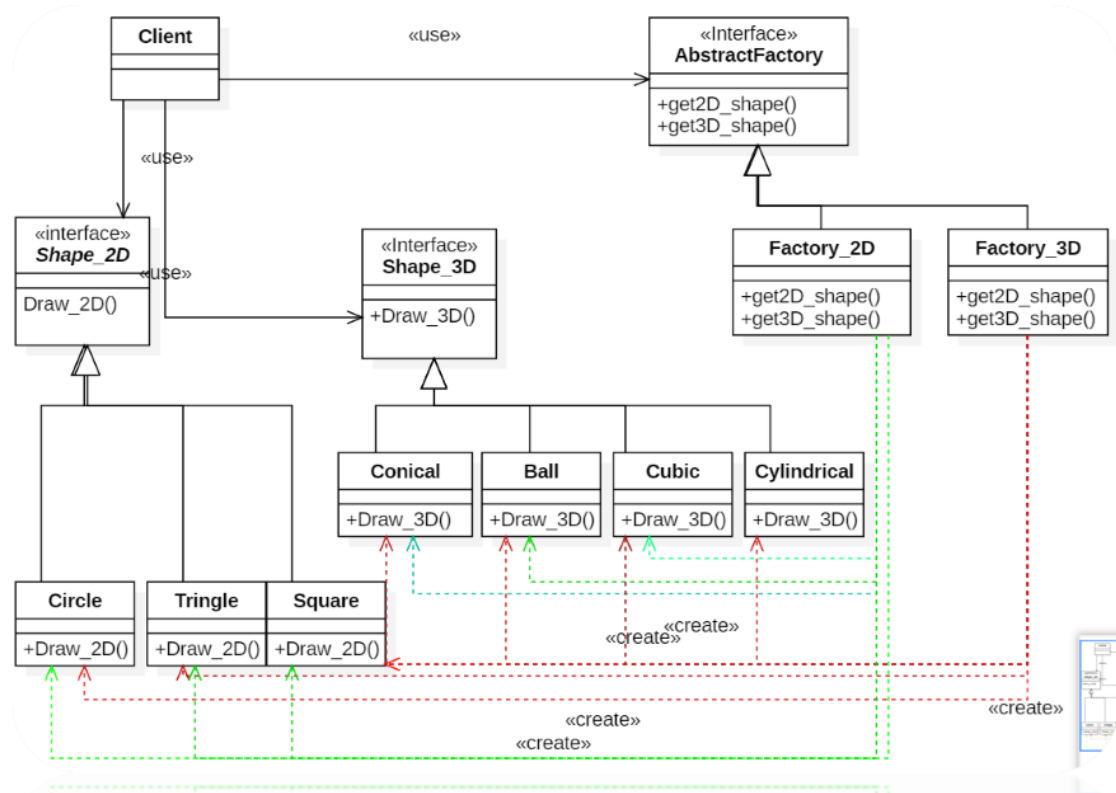 Client
«use»
«Interface»
AbstractFactory
+get2D_shape()
+get3D_shape()
«use»
«interface»
Shape_2D
Draw_2D()
«use»
«Interface»
Shape_3D
+Draw_3D()
Factory_2D
+get2D_shape()
+get3D_shape()
Factory_3D
+get2D_shape()
+get3D_shape()
Conical
+Draw_3D()
Ball
+Draw_3D()
Cubic
+Draw_3D()
Cylindrical
+Draw_3D()
Circle
+Draw_2D()
Tringle
+Draw_2D()
Square
+Draw_2D()
«create»
«create»
«create»
«create»
«create»